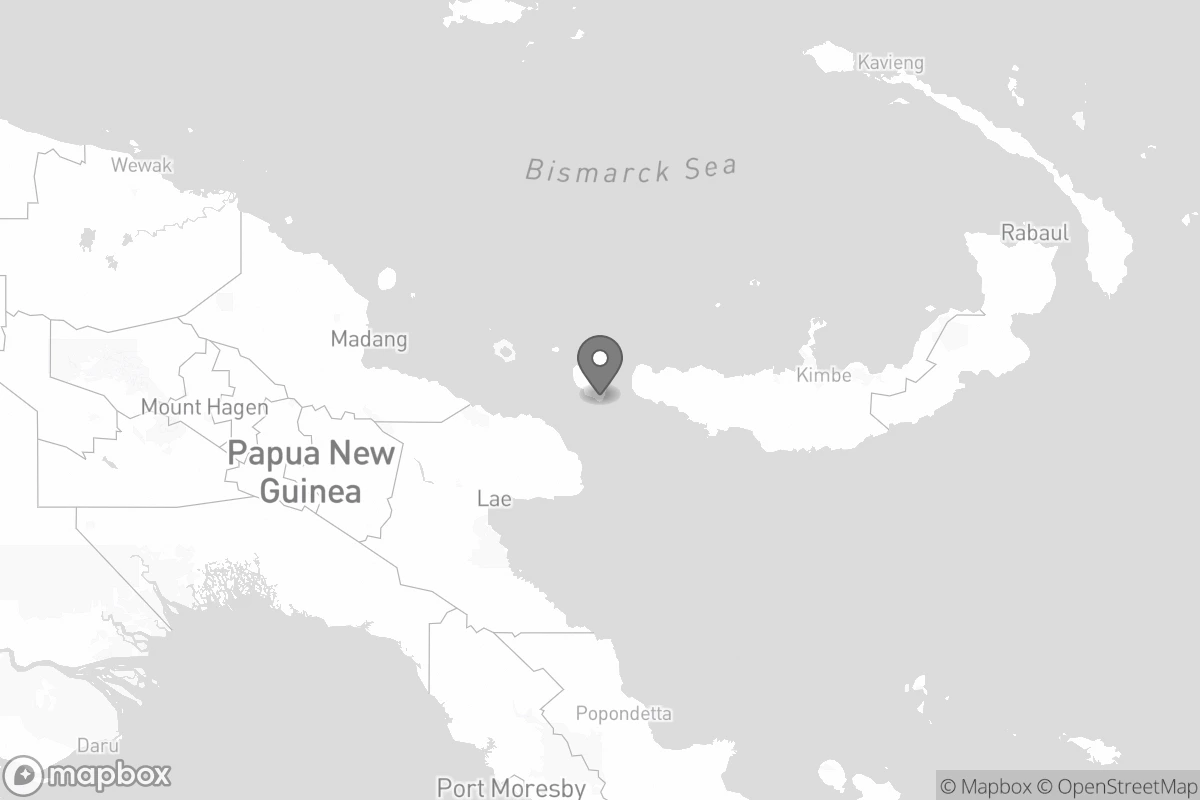 Kavieng
Bismarck Sea
Wewak
Rabaul
Madang
Kimbe
Mount Hagen
Papua New
Guinea
Lae
Popondetta
Daru
Port Moresby
mapbox
© Mapbox © OpenStreetMap